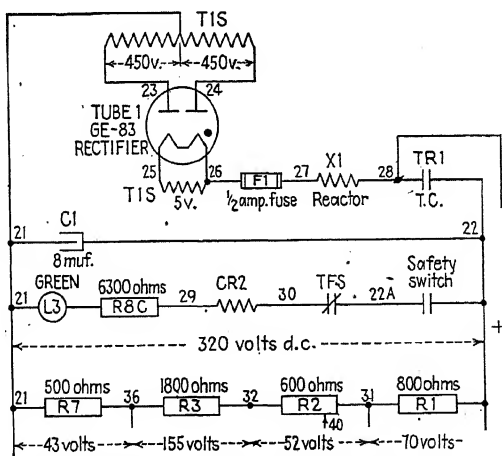 T1S
450v. 450v.
23 24
TUBE 1
GE-83
RECTIFIER
25 26
T1S 5v.
F1
1/2 amp. fuse
27
X1
Reactor
28
TR1
T.C.
21 C1 22
8 muf.
GREEN
21 L3
6300 ohms
R8C
29 CR2 30
TFS
22A
Safety
switch
+
320 volts d.c.
500 ohms 1800 ohms 600 ohms 800 ohms
21 R7 36 R3 32 R2 31 R1
40
43 volts 155 volts 52 volts 70 volts